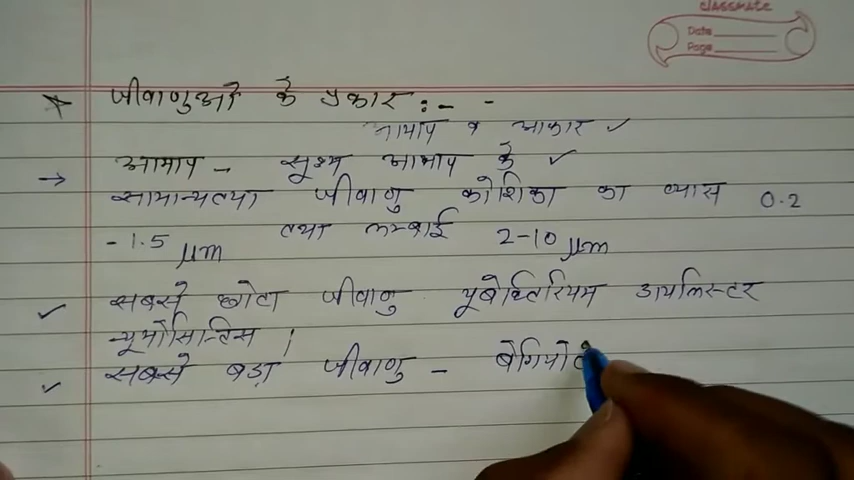 CLASSMATE
Date
Page
जीवाणुओं के प्रकार :-
आमाप व आकार ✓
आमाप - सूक्ष्म आमाप के ✓
→ सामान्यतया जीवाणु कोशिका का व्यास 0.2
- 1.5 μm तथा लम्बाई 2-10 μm
✓ सबसे छोटा जीवाणु यूबैक्टिरियम डायलिस्टर
न्यूमोसिन्टिस ;
✓ सबसे बड़ा जीवाणु -